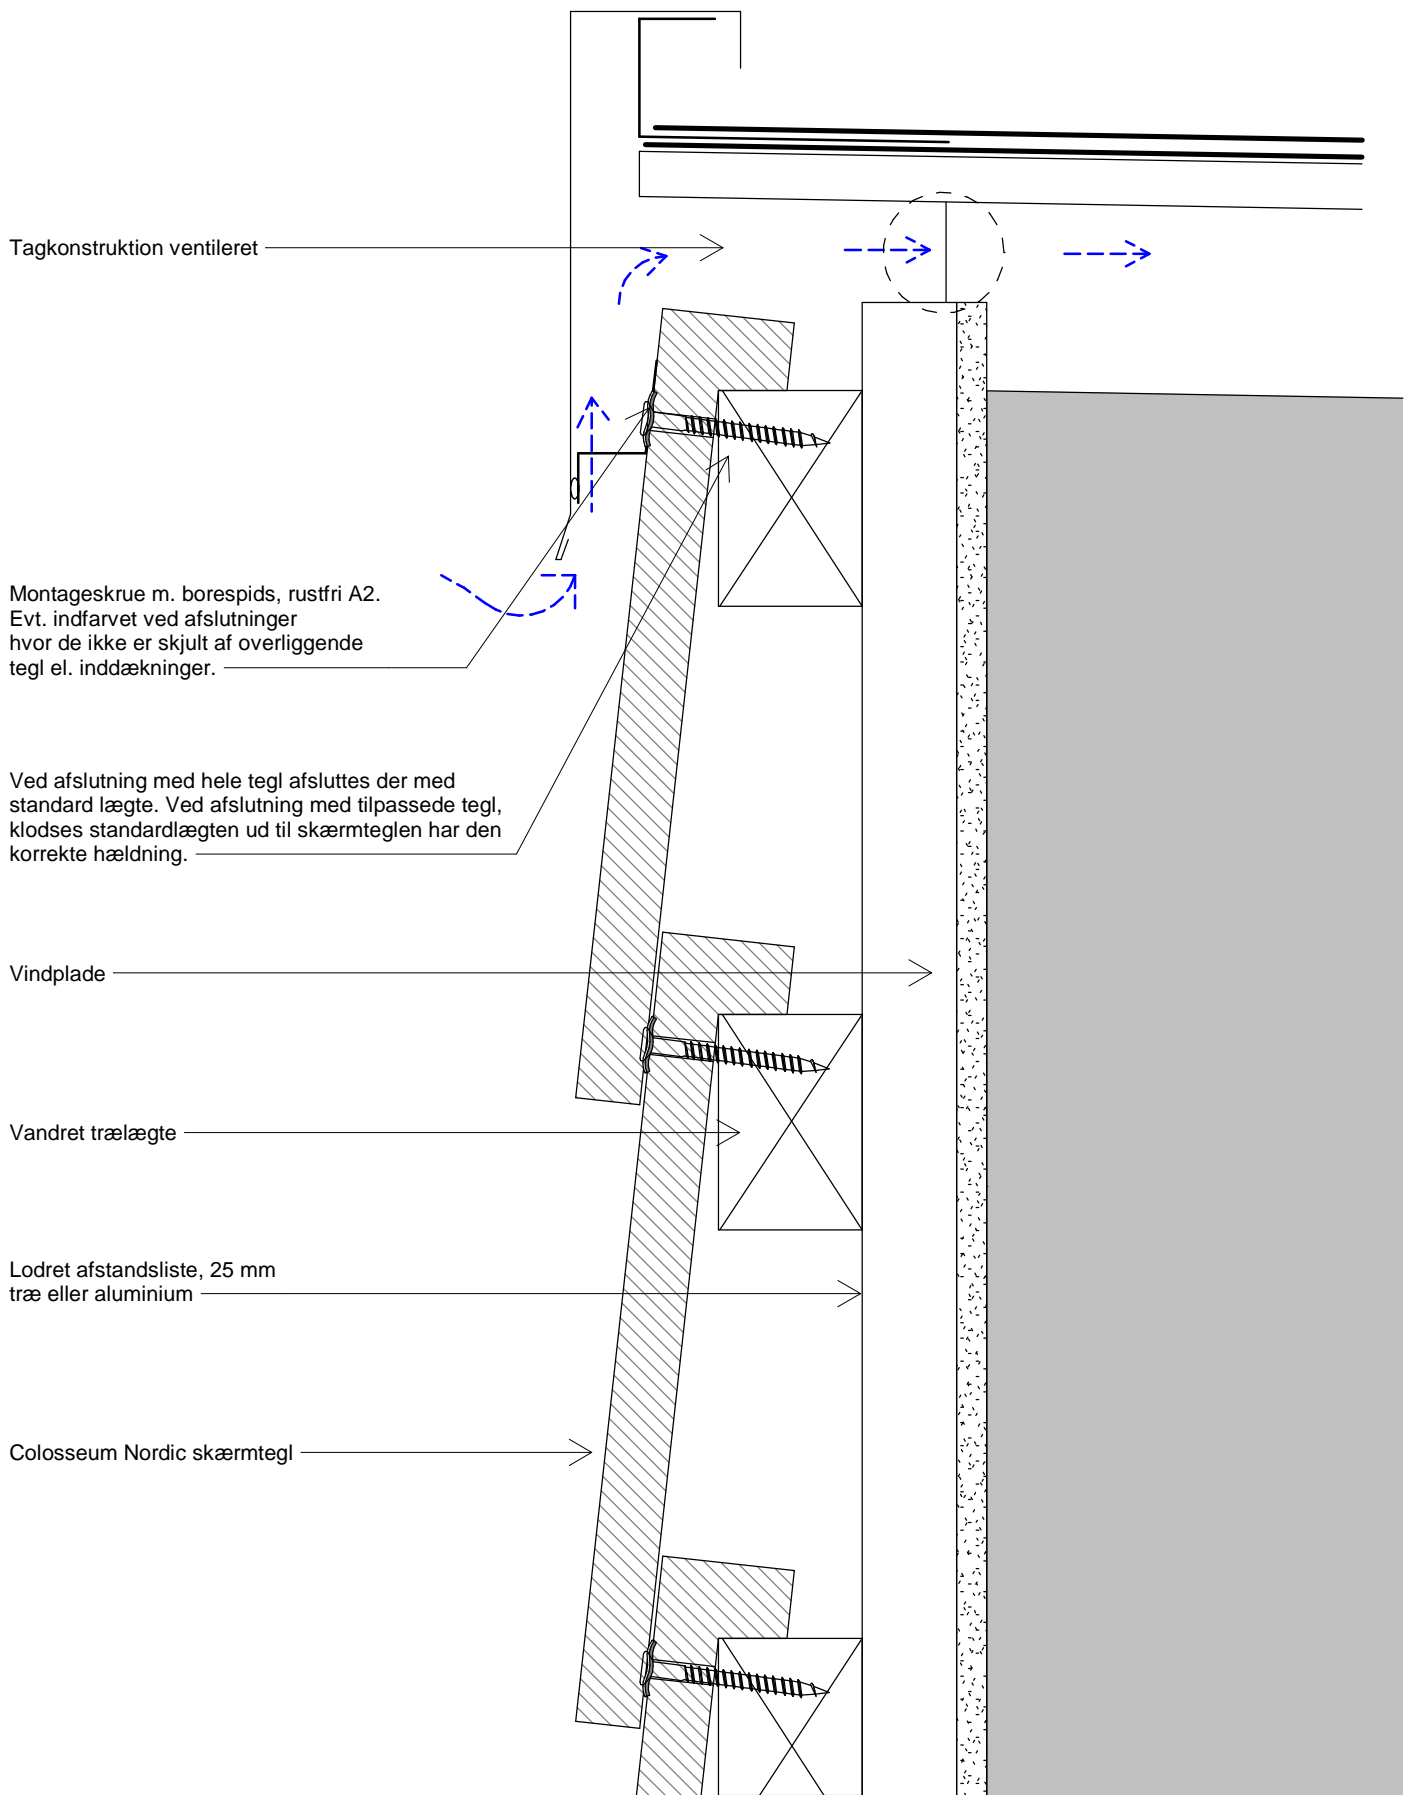 Tagkonstruktion ventileret
Montageskrue m. borespids, rustfri A2.
Evt. indfarvet ved afslutninger
hvor de ikke er skjult af overliggende
tegl el. inddækninger.
Ved afslutning med hele tegl afsluttes der med
standard lægte. Ved afslutning med tilpassede tegl,
klodses standardlægten ud til skærmteglen har den
korrekte hældning.
Vindplade
Vandret trælægte
Lodret afstandsliste, 25 mm
træ eller aluminium
Colosseum Nordic skærmtegl